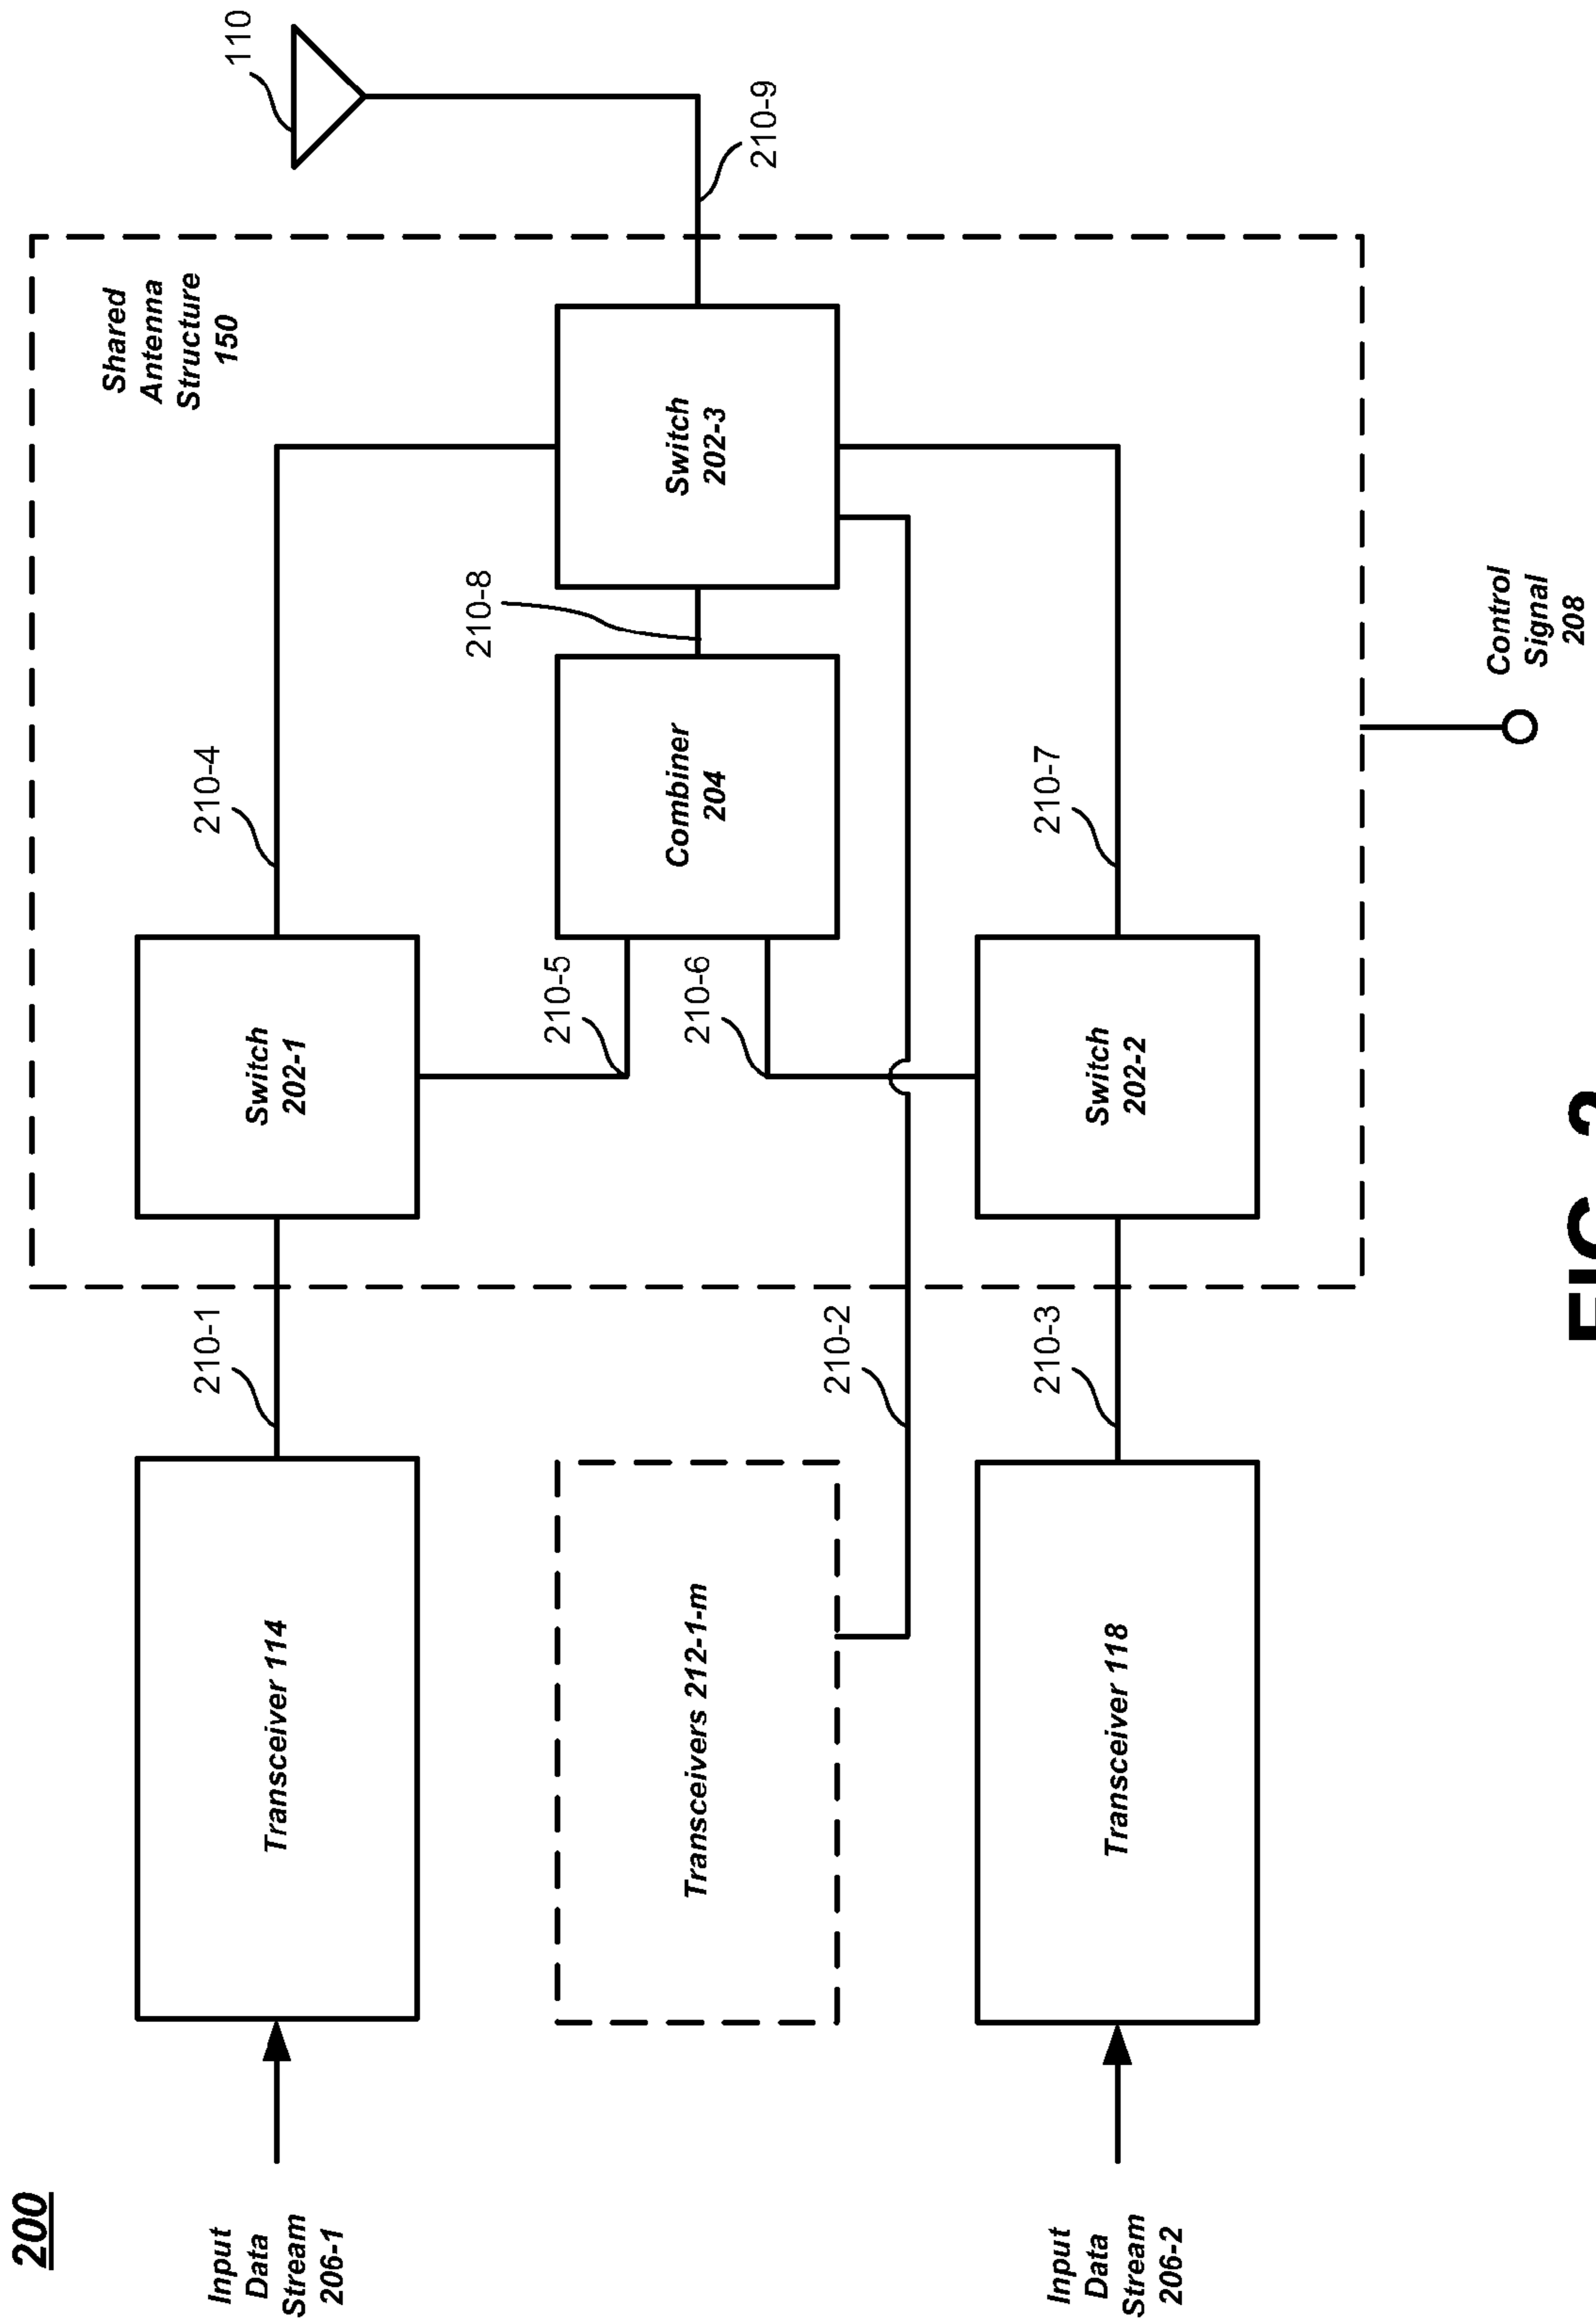 200
Shared
Antenna
Structure
150
110
Input
Data
Stream
206-1
Transceiver 114
210-1
Switch
202-1
210-4
210-5
210-8
Transceivers 212-1-m
210-6
Combiner
204
Switch
202-3
210-9
210-2
Input
Data
Stream
206-2
Transceiver 118
210-3
Switch
202-2
210-7
Control
Signal
208
FIG